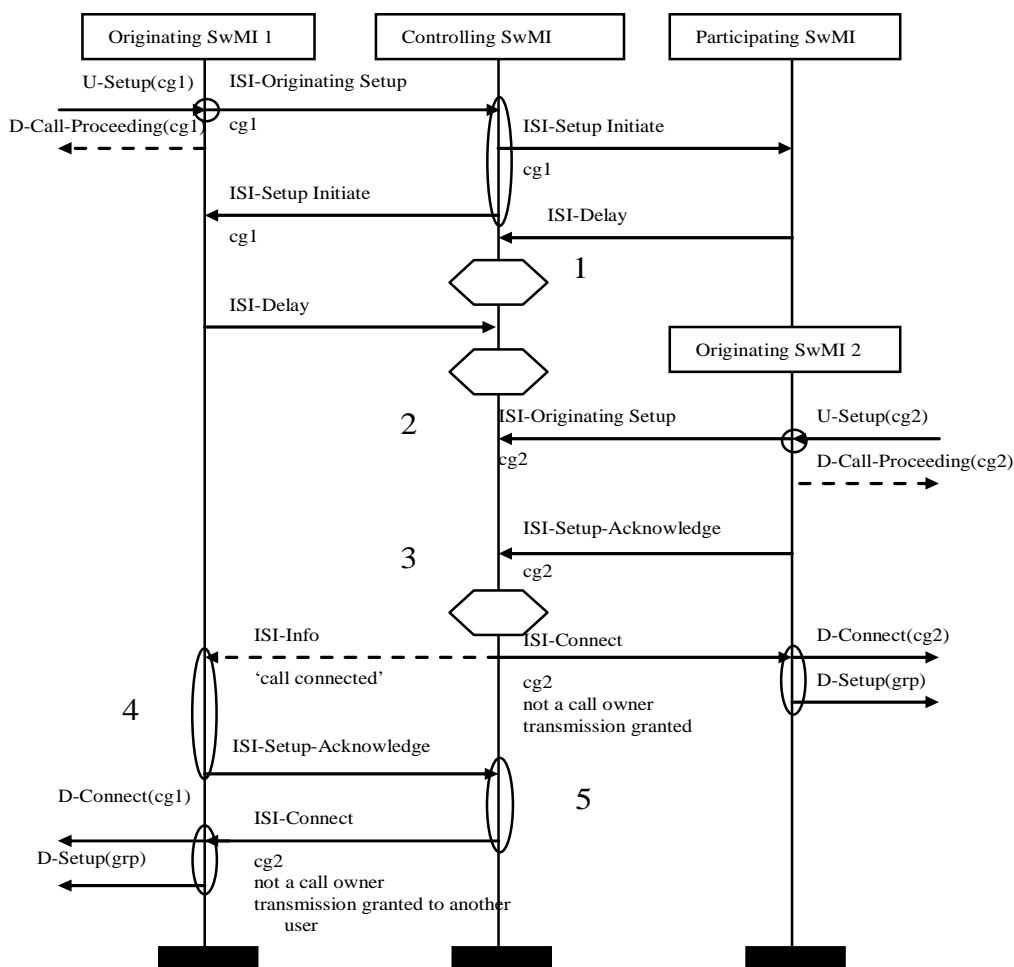 Originating SwMI 1
Controlling SwMI
Participating SwMI
U-Setup(cg1)
ISI-Originating Setup
D-Call-Proceeding(cg1)
cg1
ISI-Setup Initiate
cg1
ISI-Setup Initiate
cg1
ISI-Delay
1
ISI-Delay
Originating SwMI 2
2
ISI-Originating Setup
U-Setup(cg2)
cg2
D-Call-Proceeding(cg2)
ISI-Setup-Acknowledge
3
cg2
ISI-Info
ISI-Connect
D-Connect(cg2)
‘call connected’
cg2
not a call owner
transmission granted
D-Setup(grp)
4
ISI-Setup-Acknowledge
5
D-Connect(cg1)
ISI-Connect
D-Setup(grp)
cg2
not a call owner
transmission granted to another
user